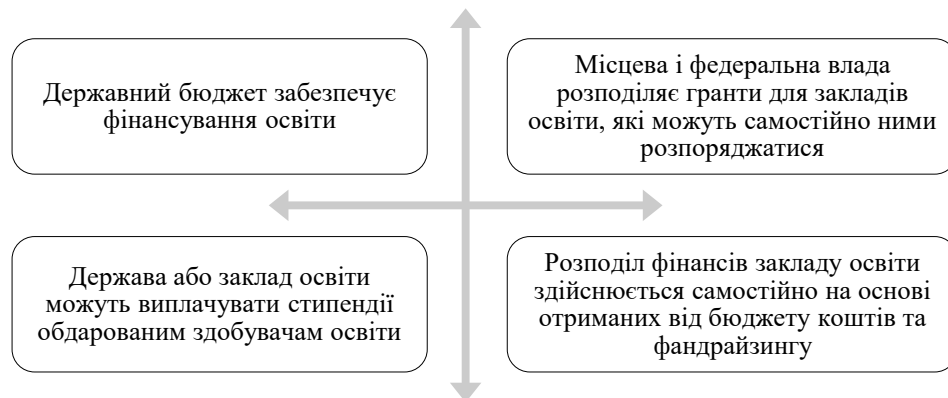 Державний бюджет забезпечує
фінансування освіти
Місцева і федеральна влада
розподіляє гранти для закладів
освіти, які можуть самостійно ними
розпоряджатися
Держава або заклад освіти
можуть виплачувати стипендії
обдарованим здобувачам освіти
Розподіл фінансів закладу освіти
здійснюється самостійно на основі
отриманих від бюджету коштів та
фандрайзингу